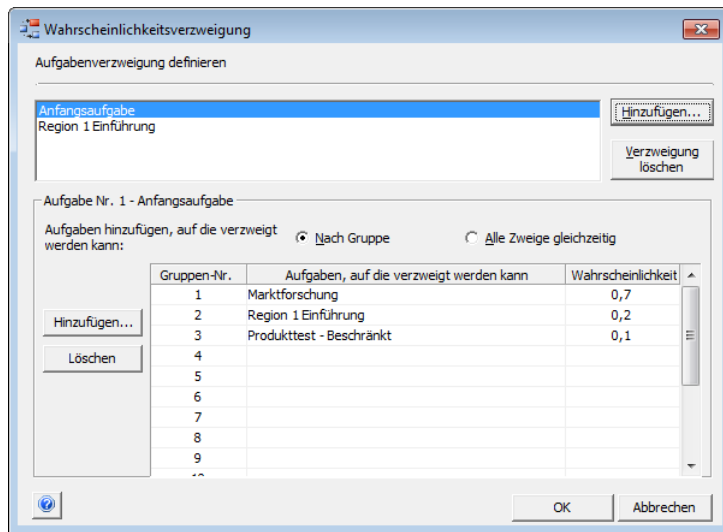 Wahrscheinlichkeitsverzweigung
Aufgabenverzweigung definieren
Anfangsaufgabe
Region 1 Einführung
Hinzufügen...
Verzweigung
löschen
Aufgabe Nr. 1 - Anfangsaufgabe
Aufgaben hinzufügen, auf die verzweigt
werden kann:
Nach Gruppe
Alle Zweige gleichzeitig
Gruppen-Nr. Aufgaben, auf die verzweigt werden kann Wahrscheinlichkeit
1 Marktforschung 0,7
2 Region 1 Einführung 0,2
3 Produkttest - Beschränkt 0,1
4
5
6
7
8
9
Hinzufügen...
Löschen
OK
Abbrechen